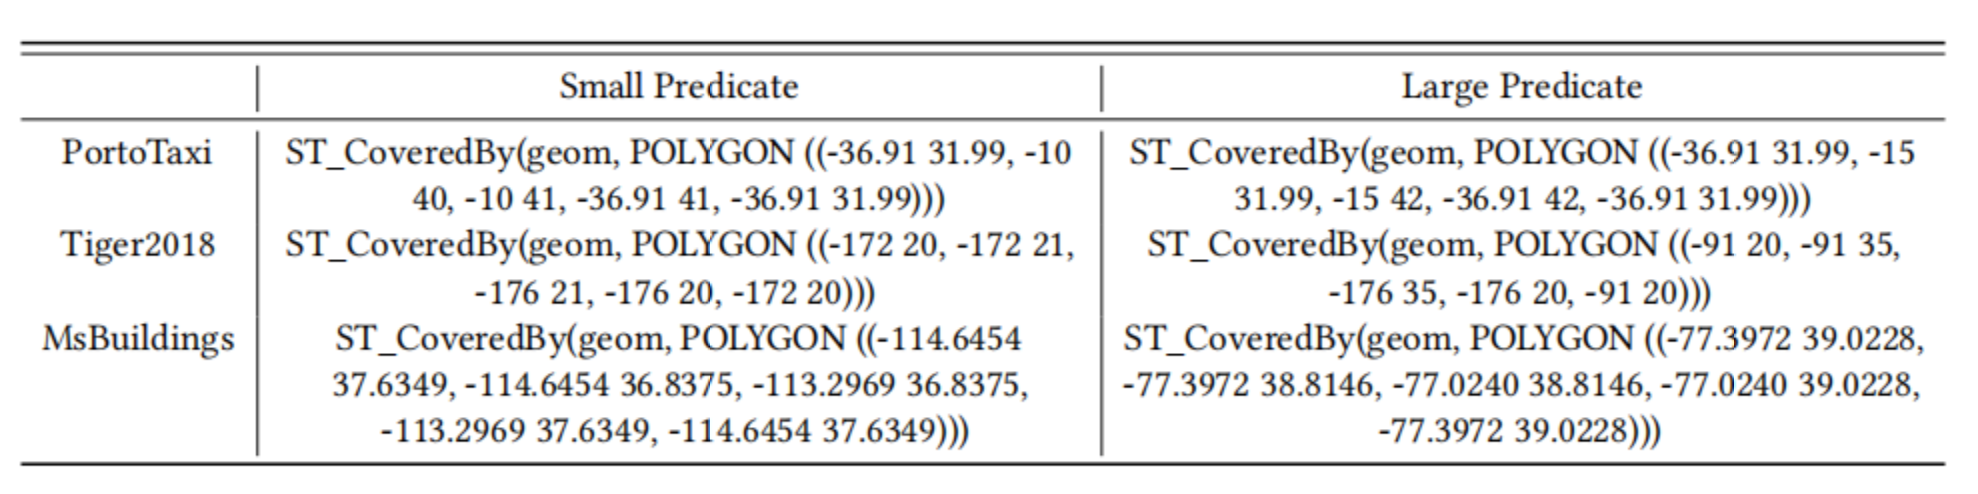 Small Predicate Large Predicate
PortoTaxi ST_CoveredBy(geom, POLYGON ((-36.91 31.99, -10 ST_CoveredBy(geom, POLYGON ((-36.91 31.99, -15
40, -10 41, -36.91 41, -36.91 31.99))) 31.99, -15 42, -36.91 42, -36.91 31.99)))
Tiger2018 ST_CoveredBy(geom, POLYGON ((-172 20, -172 21, ST_CoveredBy(geom, POLYGON ((-91 20, -91 35,
-176 21, -176 20, -172 20))) -176 35, -176 20, -91 20)))
MsBuildings ST_CoveredBy(geom, POLYGON ((-114.6454 ST_CoveredBy(geom, POLYGON ((-77.3972 39.0228,
37.6349, -114.6454 36.8375, -113.2969 36.8375, -77.3972 38.8146, -77.0240 38.8146, -77.0240 39.0228,
-113.2969 37.6349, -114.6454 37.6349))) -77.3972 39.0228)))